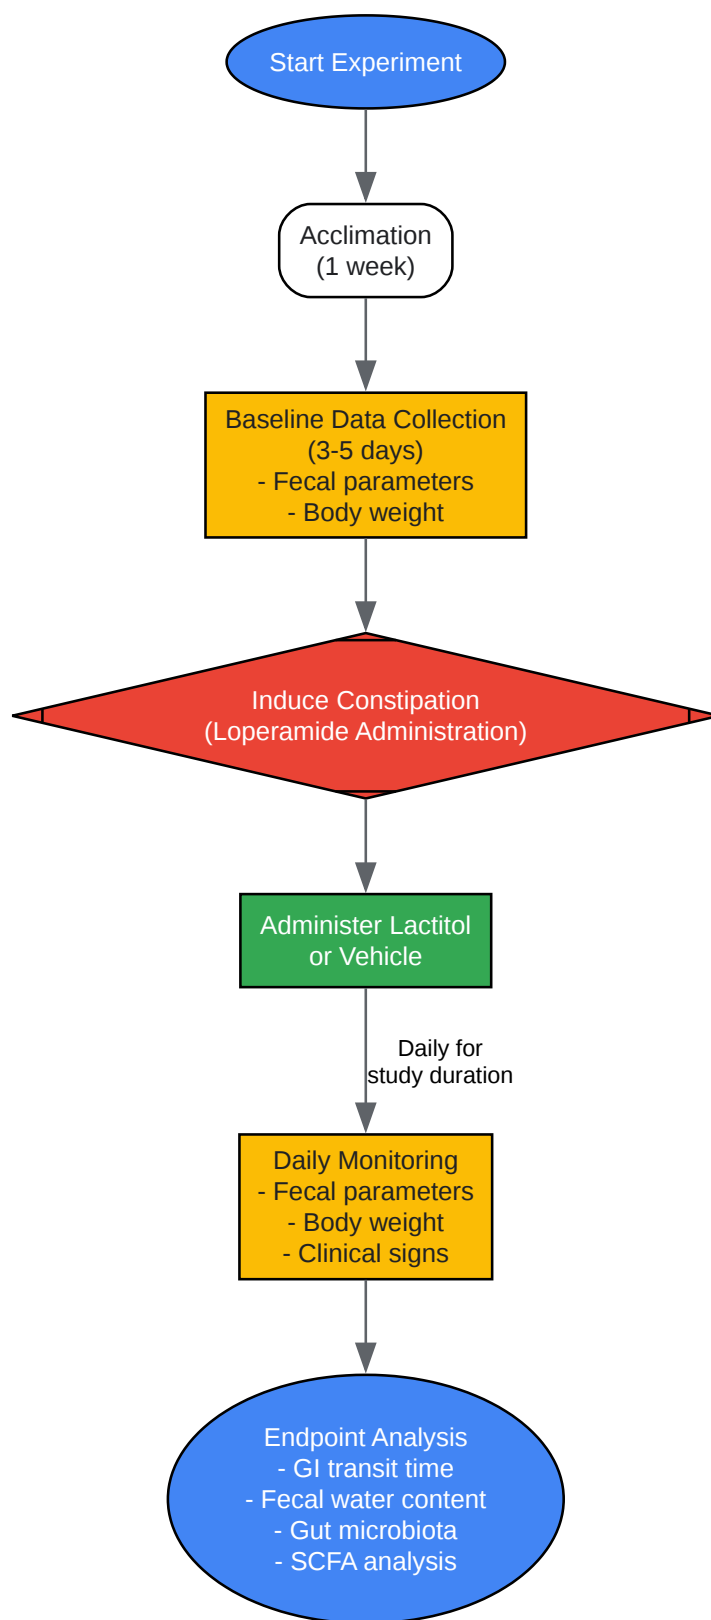 Start Experiment
Acclimation
(1 week)
Baseline Data Collection
(3-5 days)
- Fecal parameters
- Body weight
Induce Constipation
(Loperamide Administration)
Administer Lactitol
or Vehicle
Daily for
study duration
Daily Monitoring
- Fecal parameters
- Body weight
- Clinical signs
Endpoint Analysis
- GI transit time
- Fecal water content
- Gut microbiota
- SCFA analysis